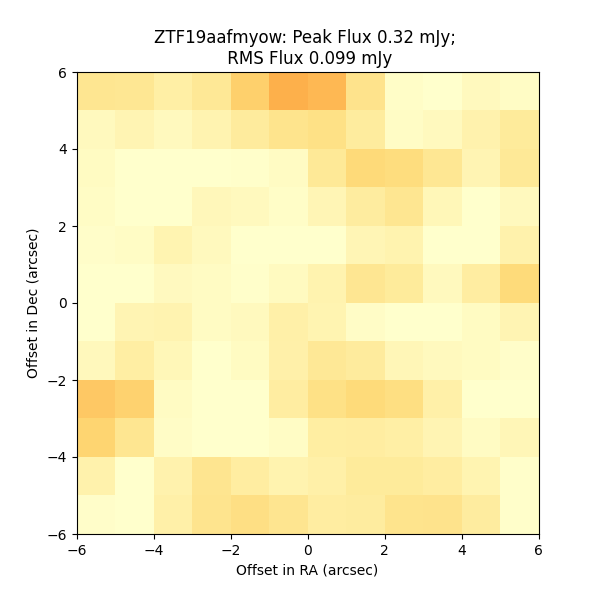 ZTF19aafmyow: Peak Flux 0.32 mJy;
RMS Flux 0.099 mJy
6
4
2
0
−2
−4
−6
Offset in Dec (arcsec)
−6 −4 −2 0 2 4 6
Offset in RA (arcsec)